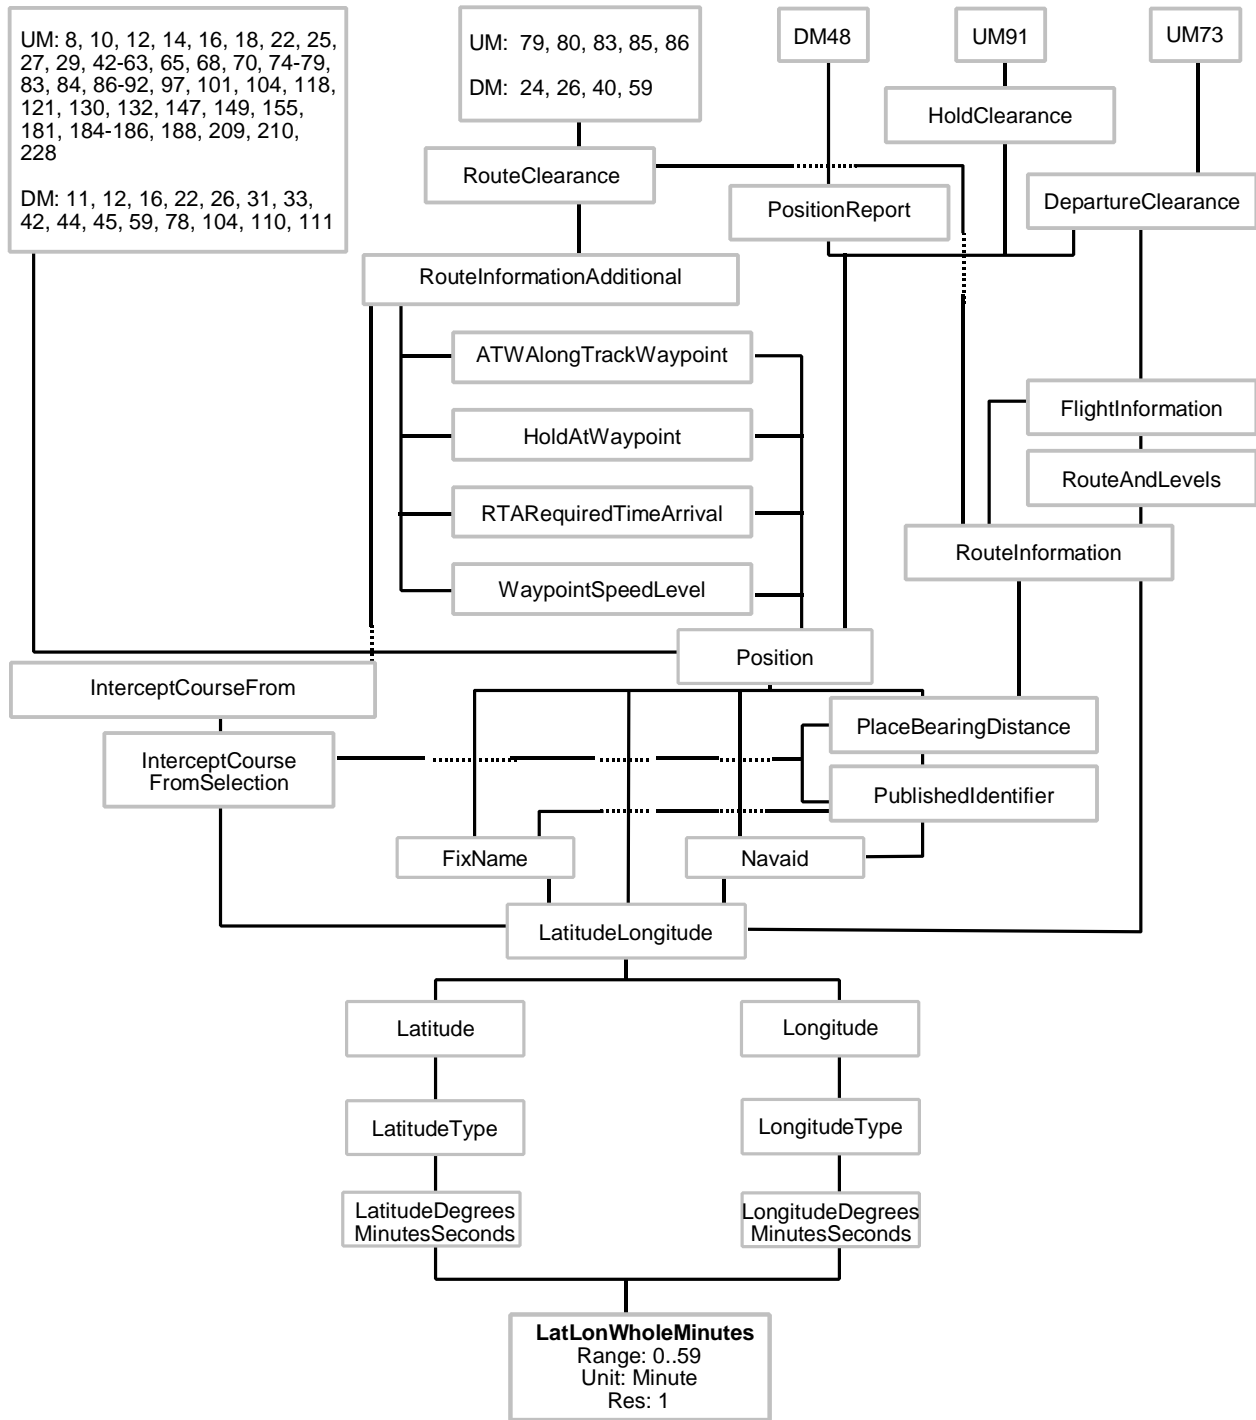 UM: 8, 10, 12, 14, 16, 18, 22, 25,
27, 29, 42-63, 65, 68, 70, 74-79,
83, 84, 86-92, 97, 101, 104, 118,
121, 130, 132, 147, 149, 155,
181, 184-186, 188, 209, 210,
228
DM: 11, 12, 16, 22, 26, 31, 33,
42, 44, 45, 59, 78, 104, 110, 111
UM: 79, 80, 83, 85, 86
DM: 24, 26, 40, 59
DM48
UM91
UM73
HoldClearance
RouteClearance
PositionReport
DepartureClearance
RouteInformationAdditional
ATWAlongTrackWaypoint
FlightInformation
HoldAtWaypoint
RouteAndLevels
RTARequiredTimeArrival
RouteInformation
WaypointSpeedLevel
Position
InterceptCourseFrom
PlaceBearingDistance
InterceptCourse
FromSelection
PublishedIdentifier
FixName
Navaid
LatitudeLongitude
Latitude
Longitude
LatitudeType
LongitudeType
LatitudeDegrees
MinutesSeconds
LongitudeDegrees
MinutesSeconds
LatLonWholeMinutes
Range: 0..59
Unit: Minute
Res: 1